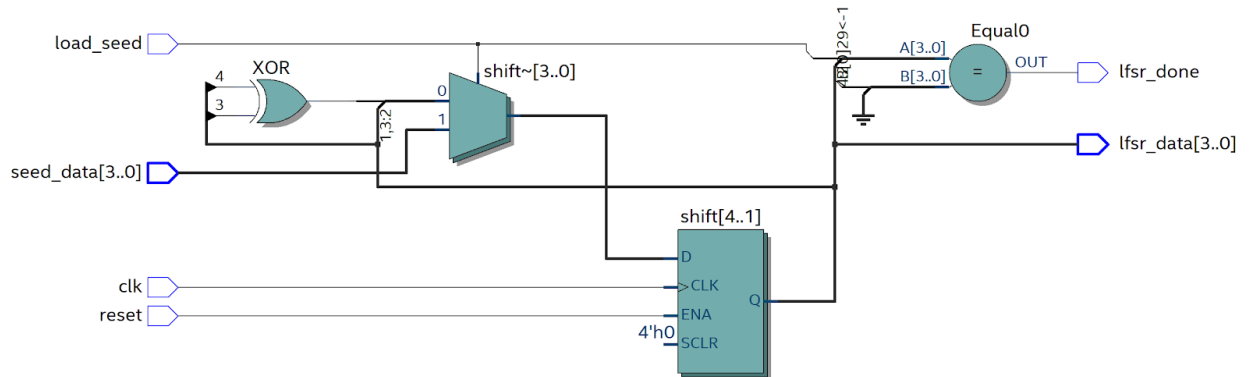 load_seed
XOR
4
3
1,3:2
shift~[3..0]
0
1
seed_data[3..0]
Equal0
A[3..0]
B[3..0]
=
OUT
lfsr_done
lfsr_data[3..0]
shift[4..1]
D
CLK
ENA
SCLR
Q
4'h0
clk
reset